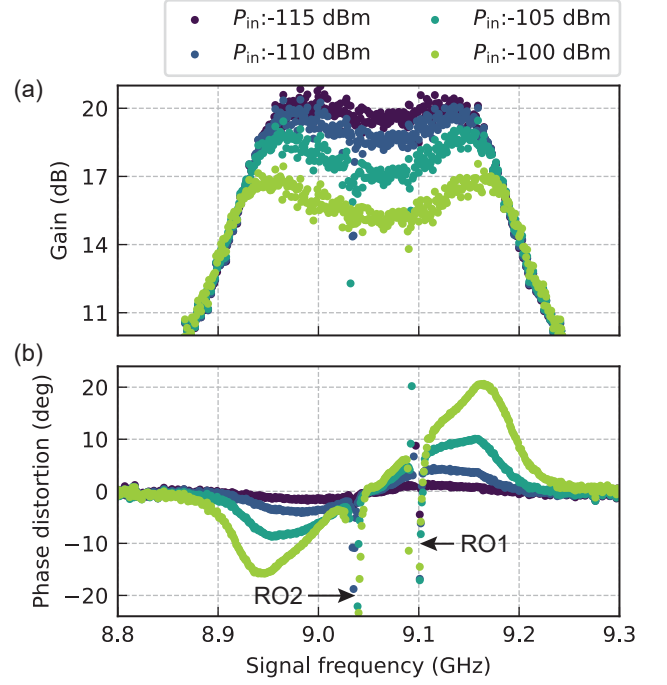 P_in:-115 dBm P_in:-105 dBm
P_in:-110 dBm P_in:-100 dBm
(a)
20
17
14
11
Gain (dB)
(b)
20
10
0
−10
−20
Phase distortion (deg)
RO1
RO2
8.8 8.9 9.0 9.1 9.2 9.3
Signal frequency (GHz)